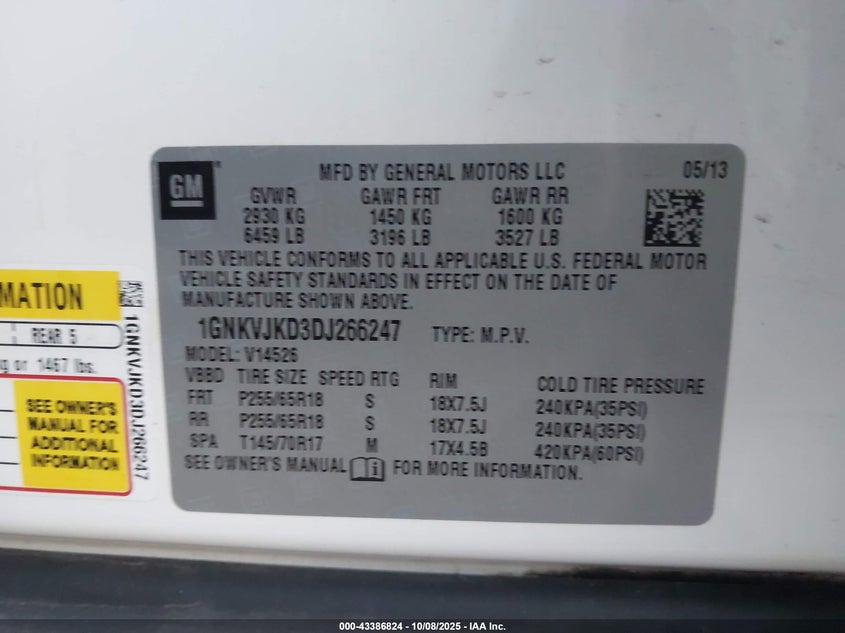 GM
MFD BY GENERAL MOTORS LLC 05/13
GVWR GAWR FRT GAWR RR
2930 KG 1450 KG 1600 KG
6459 LB 3196 LB 3527 LB
THIS VEHICLE CONFORMS TO ALL APPLICABLE U.S. FEDERAL MOTOR
VEHICLE SAFETY STANDARDS IN EFFECT ON THE DATE OF
MANUFACTURE SHOWN ABOVE.
1GNKVJKD3DJ266247 TYPE: M.P.V.
MODEL: V14526
VBBD TIRE SIZE SPEED RTG RIM COLD TIRE PRESSURE
FRT P255/65R18 S 18X7.5J 240KPA(35PSI)
RR P255/65R18 S 18X7.5J 240KPA(35PSI)
SPA T145/70R17 M 17X4.5B 420KPA(60PSI)
SEE OWNER'S MANUAL FOR MORE INFORMATION.
MATION
REAR 5
g or 1467 lbs.
SEE OWNER'S
MANUAL FOR
ADDITIONAL
INFORMATION
1GNKVJKD3DJ266247
000-43386824 - 10/08/2025 - IAA Inc.